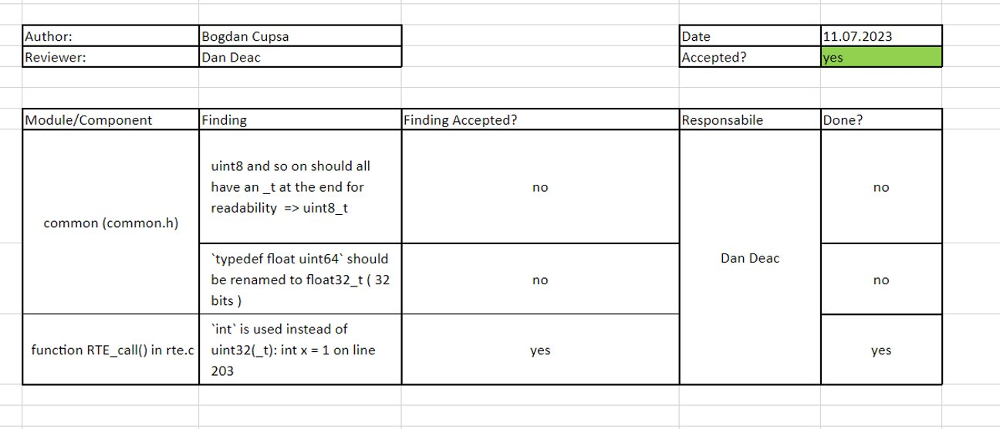 Author: Bogdan Cupsa Date 11.07.2023
Reviewer: Dan Deac Accepted? yes
Module/Component Finding Finding Accepted? Responsabile Done?
common (common.h)
uint8 and so on should all
have an _t at the end for
readability  => uint8_t
no
Dan Deac
no
`typedef float uint64` should
be renamed to float32_t ( 32
bits )
no
no
function RTE_call() in rte.c
`int` is used instead of
uint32(_t): int x = 1 on line
203
yes
yes